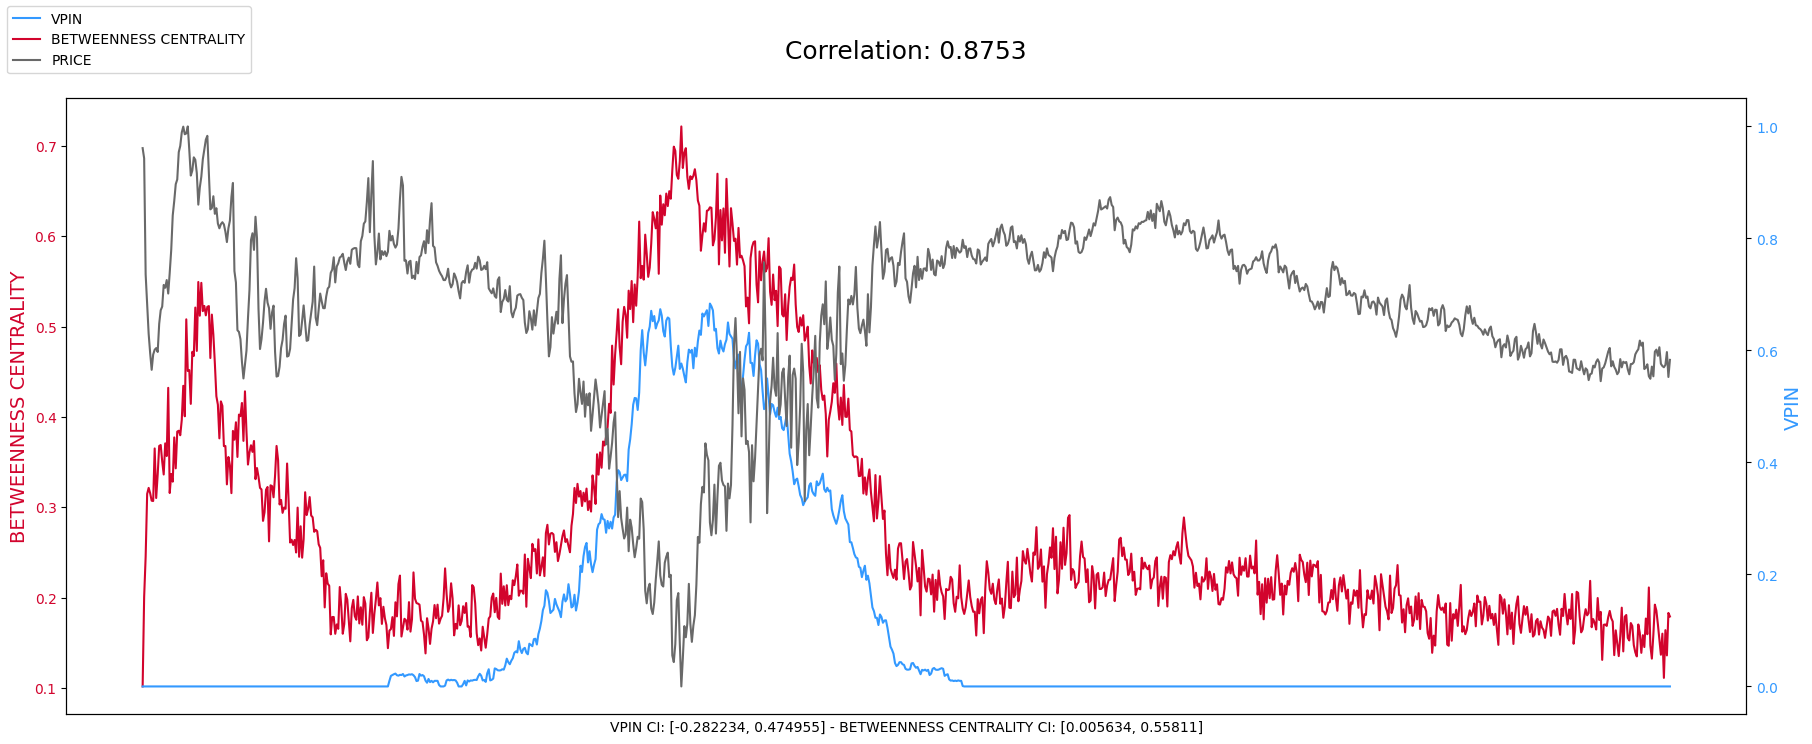 VPIN
BETWEENNESS CENTRALITY
PRICE
Correlation: 0.8753
BETWEENNESS CENTRALITY
0.7
0.6
0.5
0.4
0.3
0.2
0.1
1.0
0.8
0.6
0.4
0.2
0.0
VPIN
VPIN CI: [-0.282234, 0.474955] - BETWEENNESS CENTRALITY CI: [0.005634, 0.55811]